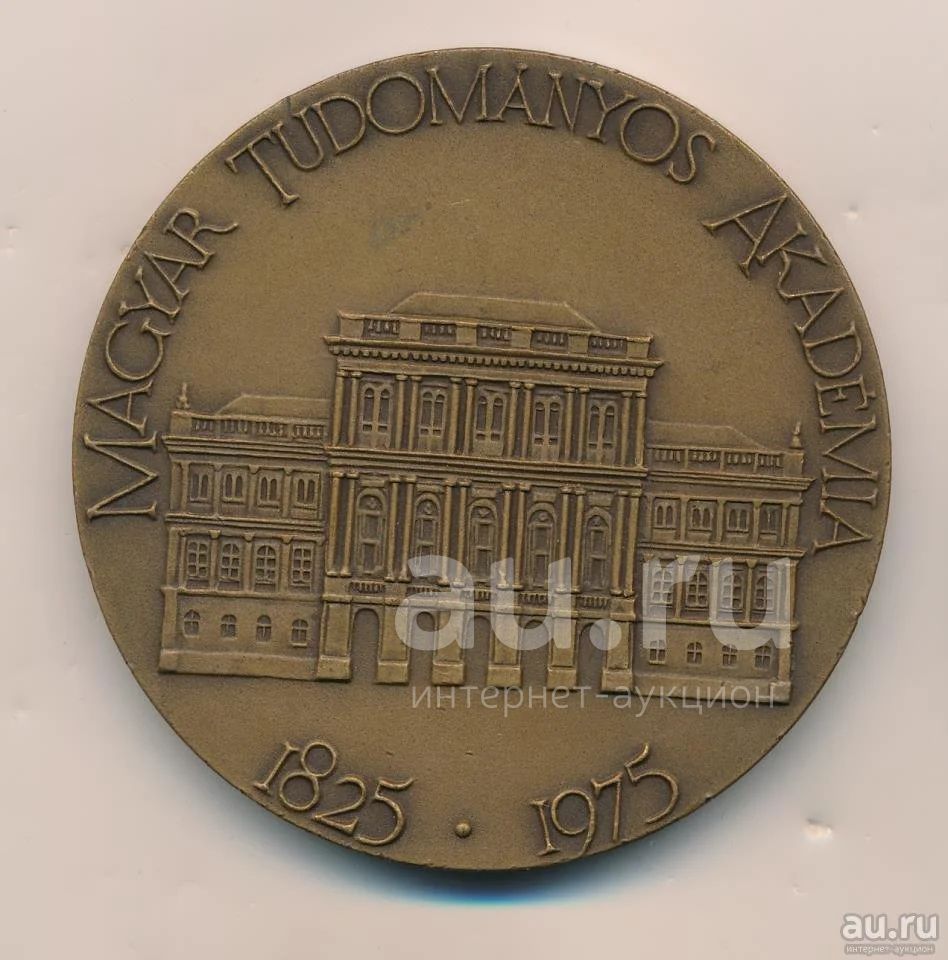 MAGYAR TUDOMÁNYOS AKADÉMIA
1825 • 1975
au.ru
интернет-аукцион
au.ru
интернет-аукцион